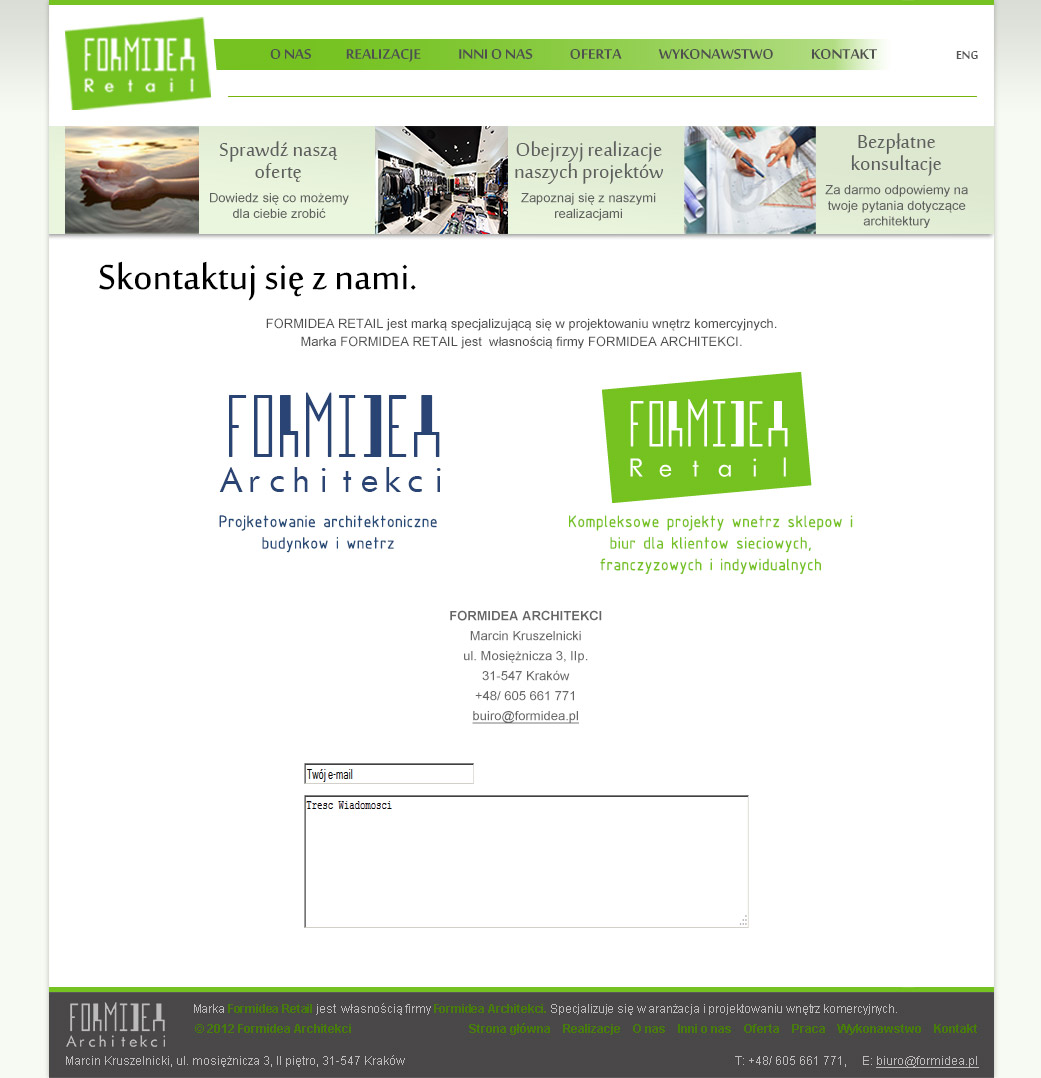 FORMIDEA
Retail
O NAS REALIZACJE INNI O NAS OFERTA WYKONAWSTWO KONTAKT ENG
Sprawdź naszą
ofertę
Dowiedz się co możemy
dla ciebie zrobić
Obejrzyj realizacje
naszych projektów
Zapoznaj się z naszymi
realizacjami
Bezpłatne
konsultacje
Za darmo odpowiemy na
twoje pytania dotyczące
architektury
Skontaktuj się z nami.
FORMIDEA RETAIL jest marką specjalizującą się w projektowaniu wnętrz komercyjnych.
Marka FORMIDEA RETAIL jest własnością firmy FORMIDEA ARCHITEKCI.
FORMIDEA
Architekci
Projketowanie architektoniczne
budynkow i wnetrz
FORMIDEA
Retail
Kompleksowe projekty wnetrz sklepow i
biur dla klientow sieciowych,
franczyzowych i indywidualnych
FORMIDEA ARCHITEKCI
Marcin Kruszelnicki
ul. Mosiężnicza 3, IIp.
31-547 Kraków
+48/ 605 661 771
buiro@formidea.pl
Twój e-mail
Tresc Wiadomosci
FORMIDEA
Architekci
Marka Formidea Retail jest własnością firmy Formidea Architekci. Specjalizuje się w aranżacja i projektowaniu wnętrz komercyjnych.
© 2012 Formidea Architekci Strona główna Realizacje O nas Inni o nas Oferta Praca Wykonawstwo Kontakt
Marcin Kruszelnicki, ul. mosiężnicza 3, II piętro, 31-547 Kraków T: +48/ 605 661 771, E: biuro@formidea.pl